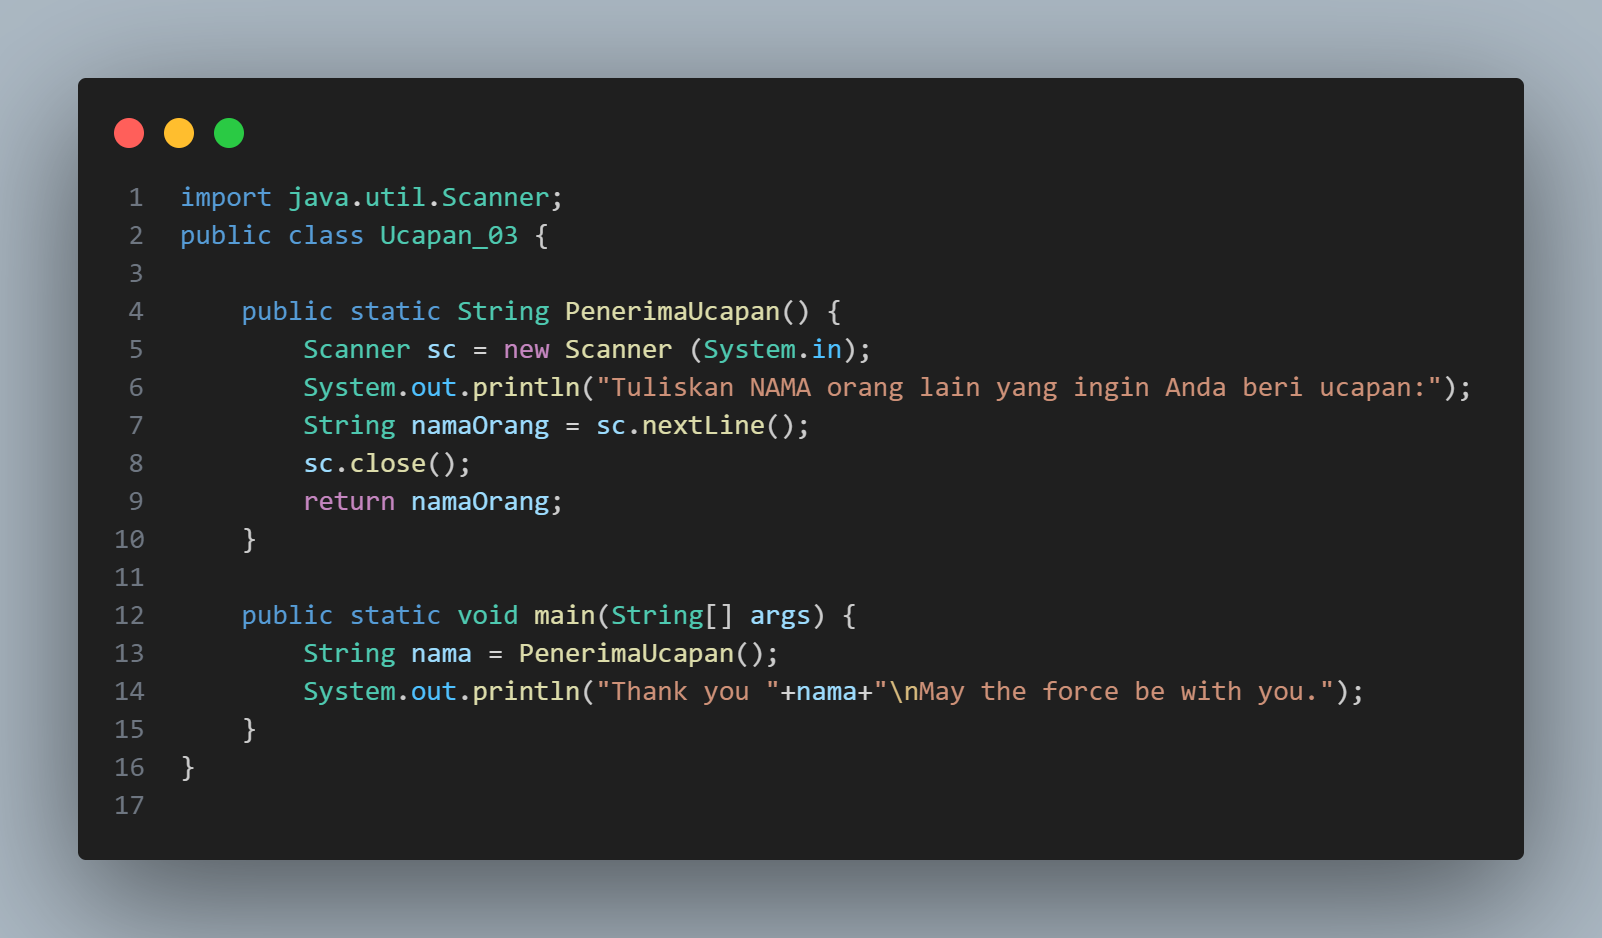 1 import java.util.Scanner;
2 public class Ucapan_03 {
3
4     public static String PenerimaUcapan() {
5         Scanner sc = new Scanner (System.in);
6         System.out.println("Tuliskan NAMA orang lain yang ingin Anda beri ucapan:");
7         String namaOrang = sc.nextLine();
8         sc.close();
9         return namaOrang;
10     }
11
12     public static void main(String[] args) {
13         String nama = PenerimaUcapan();
14         System.out.println("Thank you "+nama+"\nMay the force be with you.");
15     }
16 }
17